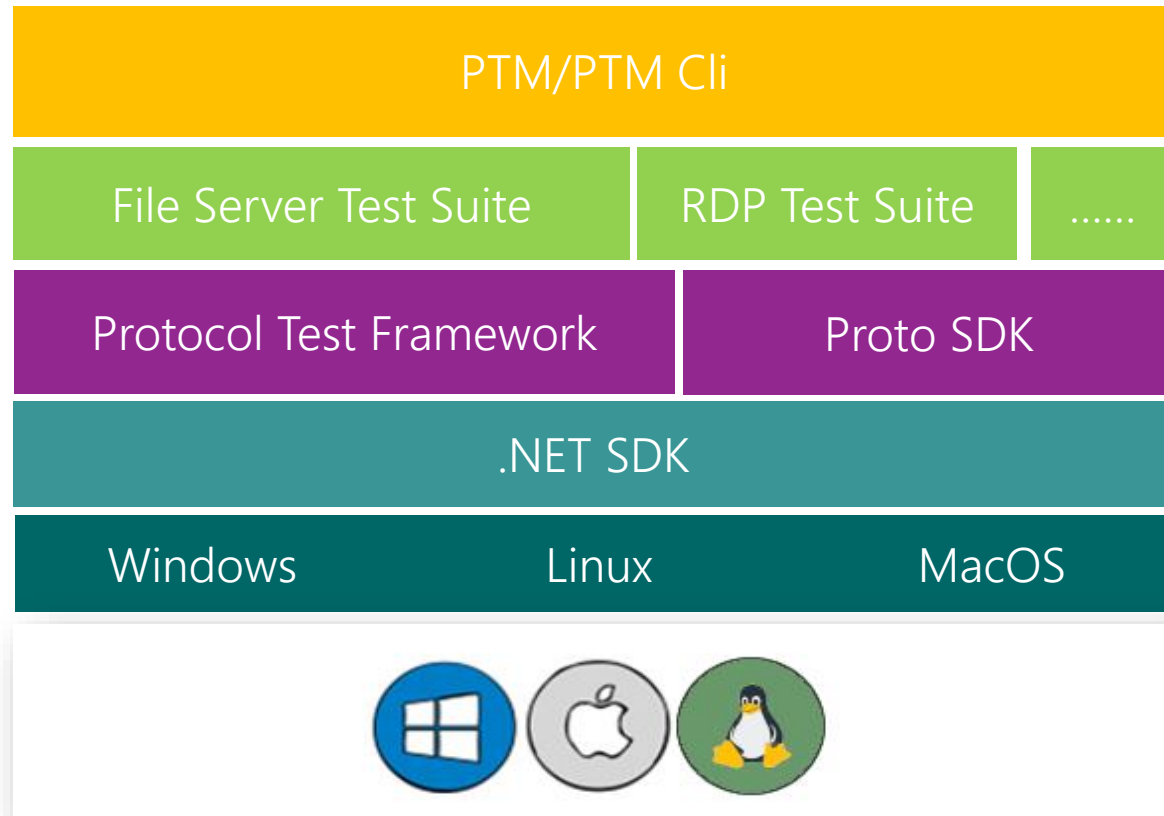 PTM/PTM Cli
File Server Test Suite RDP Test Suite ......
Protocol Test Framework Proto SDK
.NET SDK
Windows Linux MacOS